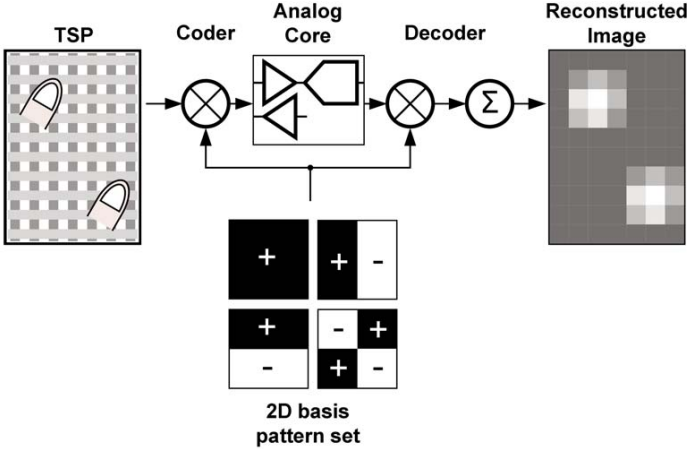 TSP
Coder
Analog
Core
Decoder
Reconstructed
Image
Σ
+
+ -
+
- +
-
+ -
2D basis
pattern set